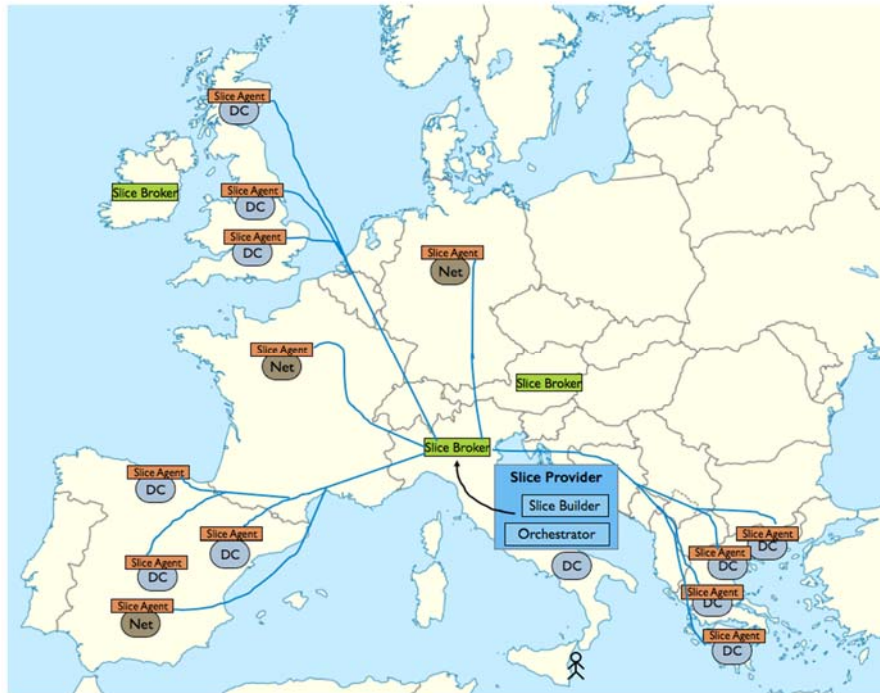 Slice Agent
DC
Slice Agent
DC
Slice Broker
Slice Agent
DC
Slice Agent
Net
Slice Agent
Net
Slice Broker
Slice Broker
Slice Provider
Slice Builder
Orchestrator
DC
Slice Agent
DC
Slice Agent
DC
Slice Agent
DC
Slice Agent
Net
Slice Agent
DC
Slice Agent
DC
Slice Agent
DC
Slice Agent
DC